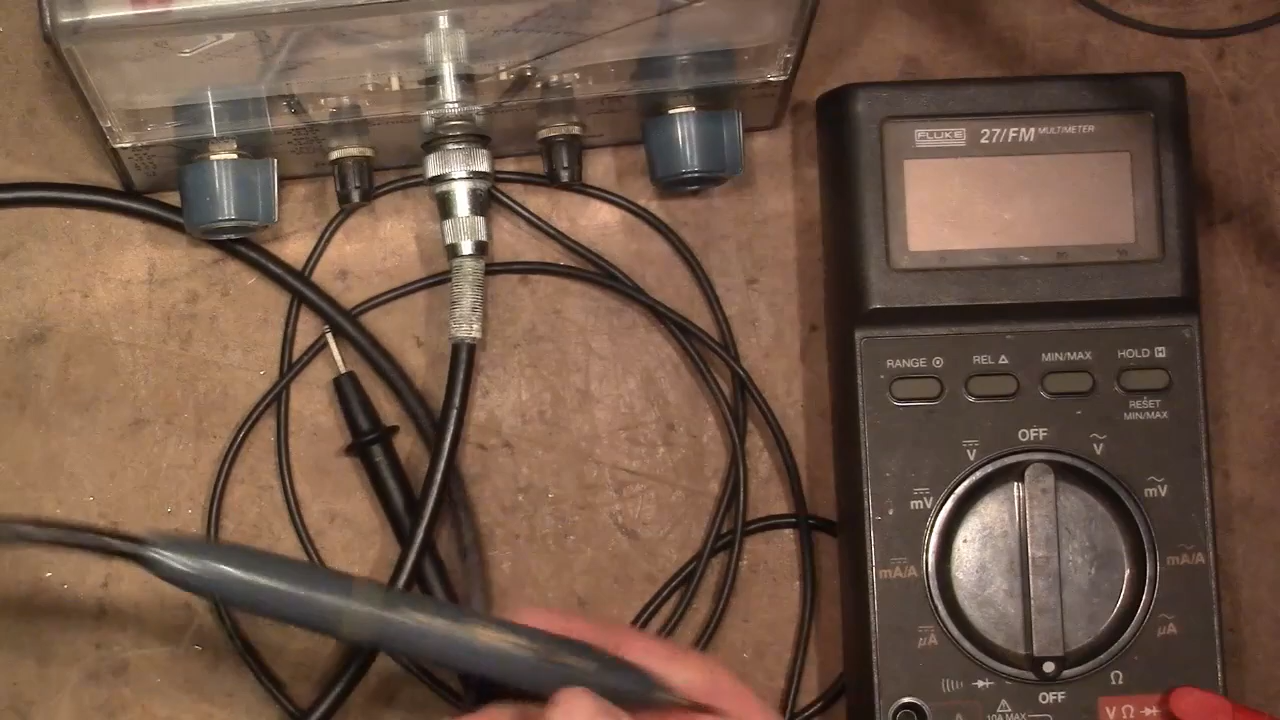 FLUKE 27/FM MULTIMETER
RANGE REL △ MIN/MAX HOLD H
RESET
MIN/MAX
OFF
V V
mV mV
mA/A mA/A
µA µA
Ω
OFF
A 10A MAX V Ω